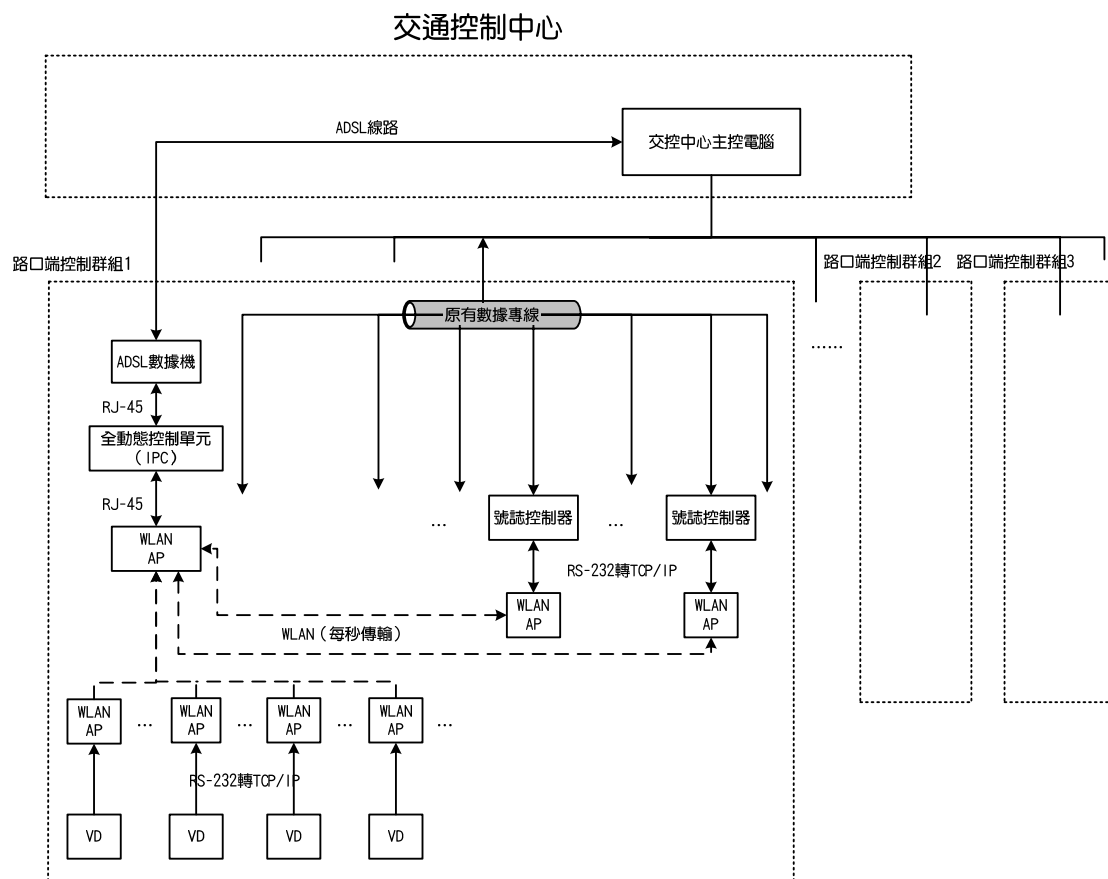 交通控制中心
ADSL線路
交控中心主控電腦
路口端控制群組1
路口端控制群組2
路口端控制群組3
原有數據專線
......
ADSL數據機
RJ-45
全動態控制單元
(IPC)
RJ-45
...
號誌控制器
...
號誌控制器
WLAN
AP
RS-232轉TCP/IP
WLAN
AP
WLAN
AP
WLAN(每秒傳輸)
WLAN
AP
...
WLAN
AP
...
WLAN
AP
...
WLAN
AP
...
RS-232轉TCP/IP
VD
VD
VD
VD